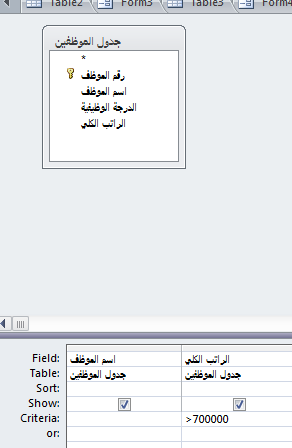 Table2 Form3 Table3 Form4
جدول الموظفين
*
رقم الموظف
اسم الموظف
الدرجة الوظيفية
الراتب الكلي
Field: اسم الموظف الراتب الكلي
Table: جدول الموظفين جدول الموظفين
Sort:
Show:
Criteria: >700000
or: